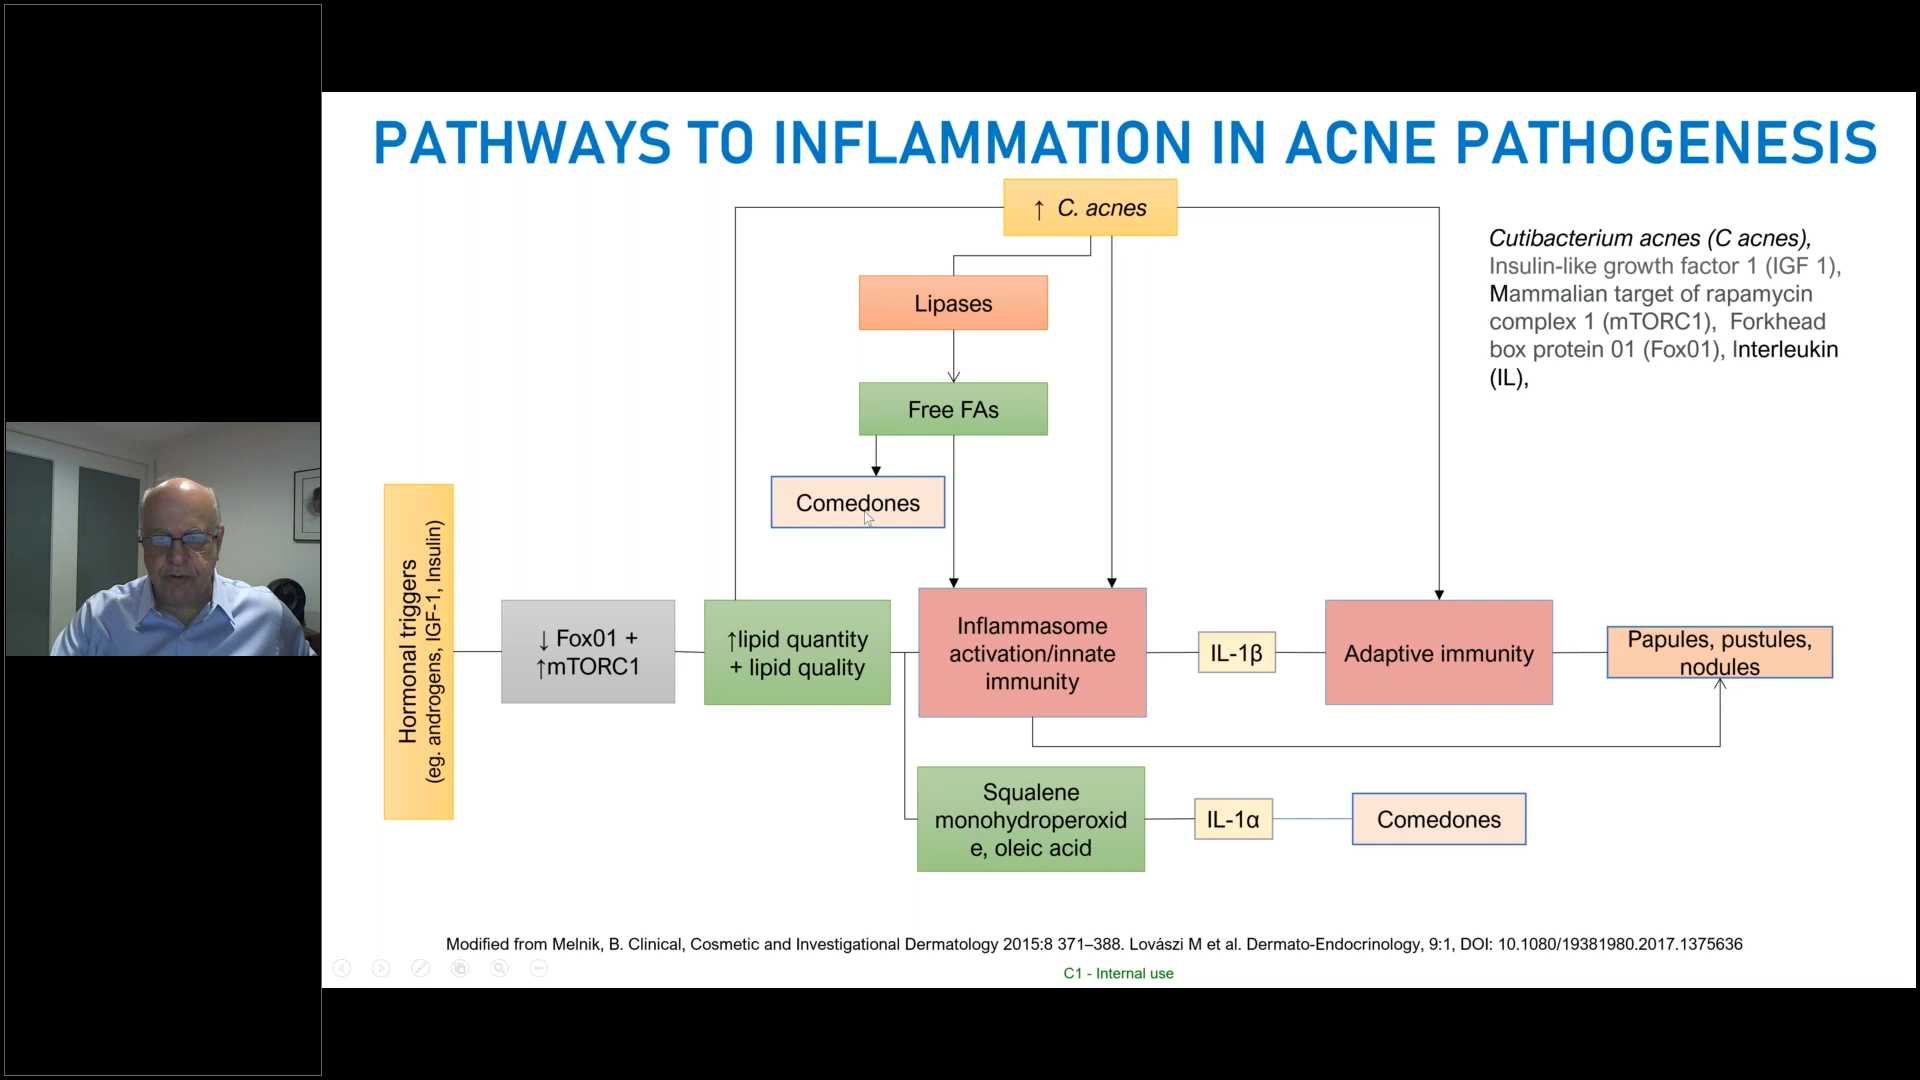 PATHWAYS TO INFLAMMATION IN ACNE PATHOGENESIS
↑ C. acnes
Cutibacterium acnes (C acnes),
Insulin-like growth factor 1 (IGF 1),
Mammalian target of rapamycin
complex 1 (mTORC1), Forkhead
box protein 01 (Fox01), Interleukin
(IL),
Lipases
Free FAs
Comedones
Hormonal triggers
(eg. androgens, IGF-1, Insulin)
↓ Fox01 +
↑mTORC1
↑lipid quantity
+ lipid quality
Inflammasome
activation/innate
immunity
IL-1β
Adaptive immunity
Papules, pustules,
nodules
Squalene
monohydroperoxid
e, oleic acid
IL-1α
Comedones
Modified from Melnik, B. Clinical, Cosmetic and Investigational Dermatology 2015:8 371–388. Lovászi M et al. Dermato-Endocrinology, 9:1, DOI: 10.1080/19381980.2017.1375636
C1 - Internal use